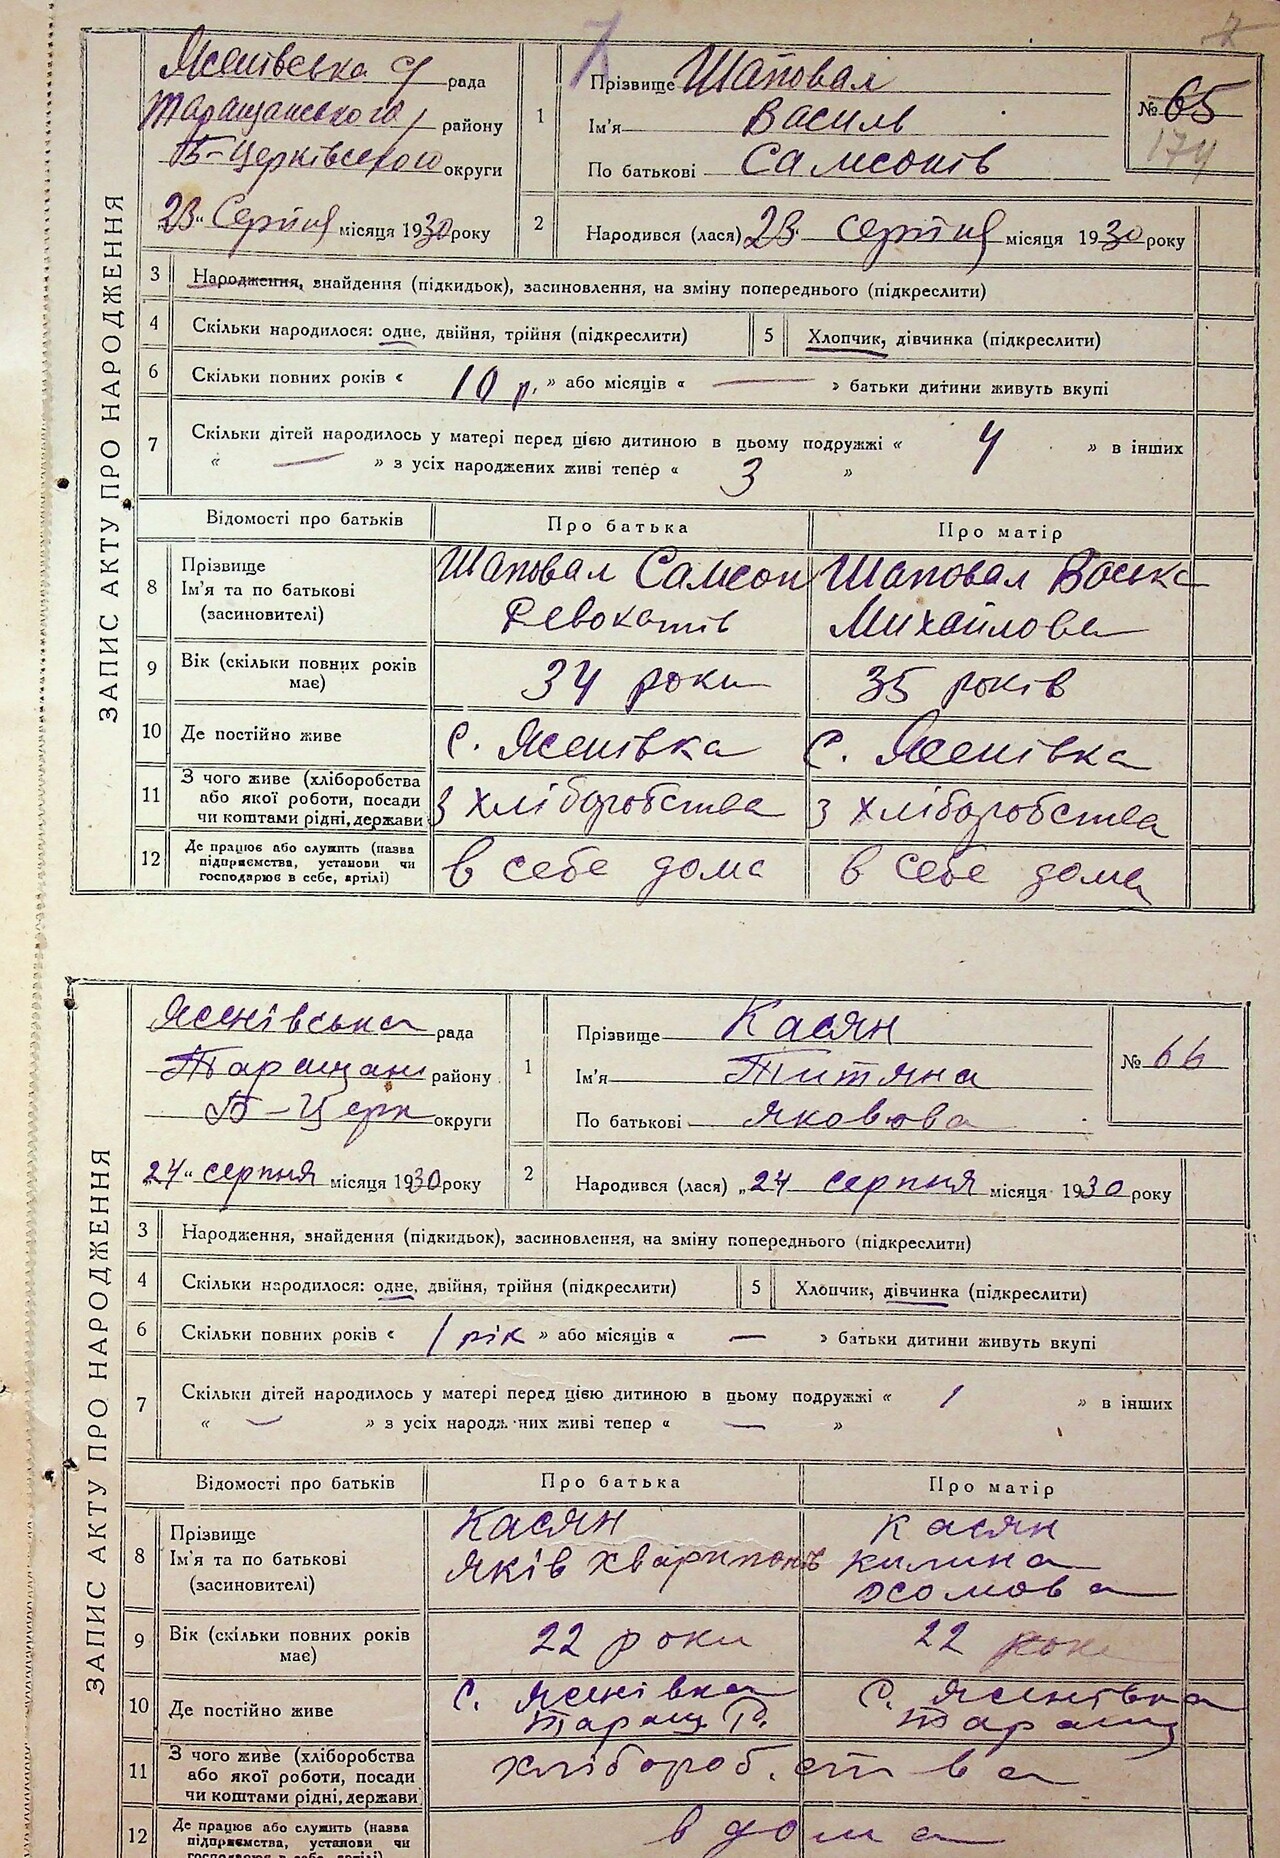 7
ЗАПИС АКТУ ПРО НАРОДЖЕННЯ
Ясенівська с/ рада
Таращанського району
Б-Церківського округи
23 " Серпня місяця 1930 року
1
Прізвище Шаповал
Ім'я Василь
По батькові Самсонів
№ 65
174
2
Народився (лася) 23 серпня місяця 1930 року
3 Народження, знайдення (підкидьок), засиновлення, на зміну попереднього (підкреслити)
4 Скільки народилося: одне, двійня, трійня (підкреслити)
5 Хлопчик, дівчинка (підкреслити)
6 Скільки повних років « 10 р. » або місяців « — » батьки дитини живуть вкупі
7 Скільки дітей народилось у матері перед цією дитиною в цьому подружжі « 4 » в інших
« — » з усіх народжених живі тепер « 3 »
Відомості про батьків Про батька Про матір
8 Прізвище
Ім'я та по батькові
(засиновителі)
Шаповал Самсон
Шаповал
Михайлова
9 Вік (скільки повних років
має)
34 роки 35 років
10 Де постійно живе с. Ясенівка с. Ясенівка
11 З чого живе (хліборобства
або якої роботи, посади
чи коштами рідні, держави
з хліборобства з хліборобства
12 Де працює або служить (назва
підприємства, установи чи
господарює в себе, артілі)
в себе дома в себе дома
ЗАПИС АКТУ ПРО НАРОДЖЕННЯ
Ясенівська рада
Таращан району
Б-Церк округи
24 " серпня місяця 1930 року
1
Прізвище Касян
Ім'я Титяна
По батькові Яковова
№ 66
2
Народився (лася) „ 24 серпня місяця 1930 року
3 Народження, знайдення (підкидьок), засиновлення, на зміну попереднього (підкреслити)
4 Скільки народилося: одне, двійня, трійня (підкреслити)
5 Хлопчик, дівчинка (підкреслити)
6 Скільки повних років « 1 рік » або місяців « — » батьки дитини живуть вкупі
7 Скільки дітей народилось у матері перед цією дитиною в цьому подружжі « 1 » в інших
« — » з усіх народж них живі тепер « — »
Відомості про батьків Про батька Про матір
8 Прізвище
Ім'я та по батькові
(засиновителі)
Касян
Яків
Касян
Килина
Хомова
9 Вік (скільки повних років
має)
22 роки 22 роки
10 Де постійно живе
с. Ясенівка
Таращ Р.
с. Ясенівка
Таращ
11 З чого живе (хліборобства
або якої роботи, посади
чи коштами рідні, держави
хліборобства
12 Де працює або служить (назва
підприємства, установи чи
господарює в себе, артілі)
в дома